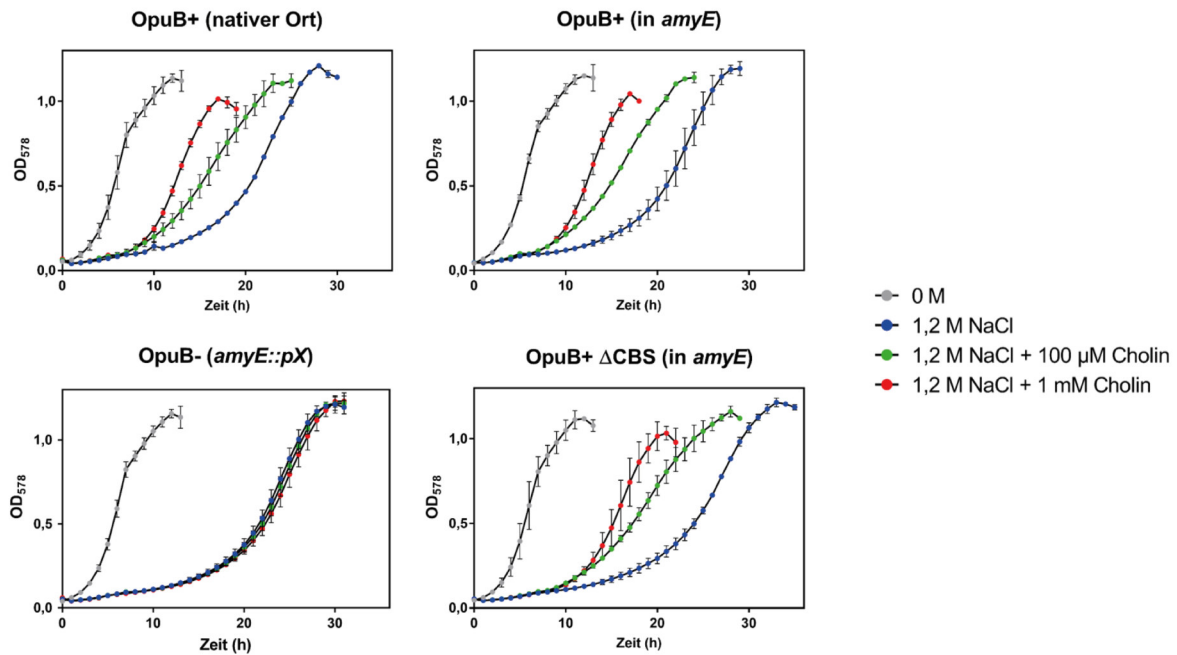 OpuB+ (nativer Ort)
OD578
1,0
0,5
0,0
0
10
20
30
Zeit (h)
OpuB+ (in amyE)
OD578
1,0
0,5
0,0
0
10
20
30
Zeit (h)
OpuB- (amyE::pX)
OD578
1,0
0,5
0,0
0
10
20
30
Zeit (h)
OpuB+ ΔCBS (in amyE)
OD578
1,0
0,5
0,0
0
10
20
30
Zeit (h)
0 M
1,2 M NaCl
1,2 M NaCl + 100 µM Cholin
1,2 M NaCl + 1 mM Cholin